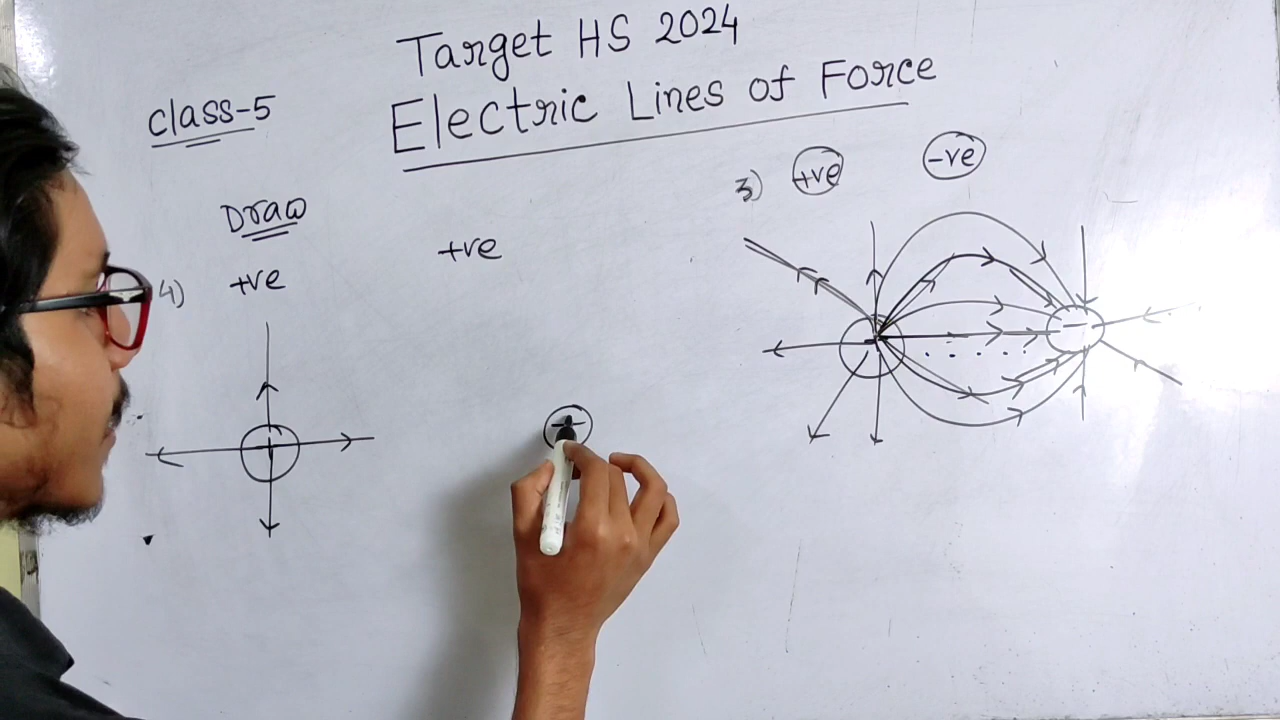 Target HS 2024
Electric Lines of Force
class-5
Draw
4) +ve +ve
3) +ve -ve
+
-
-